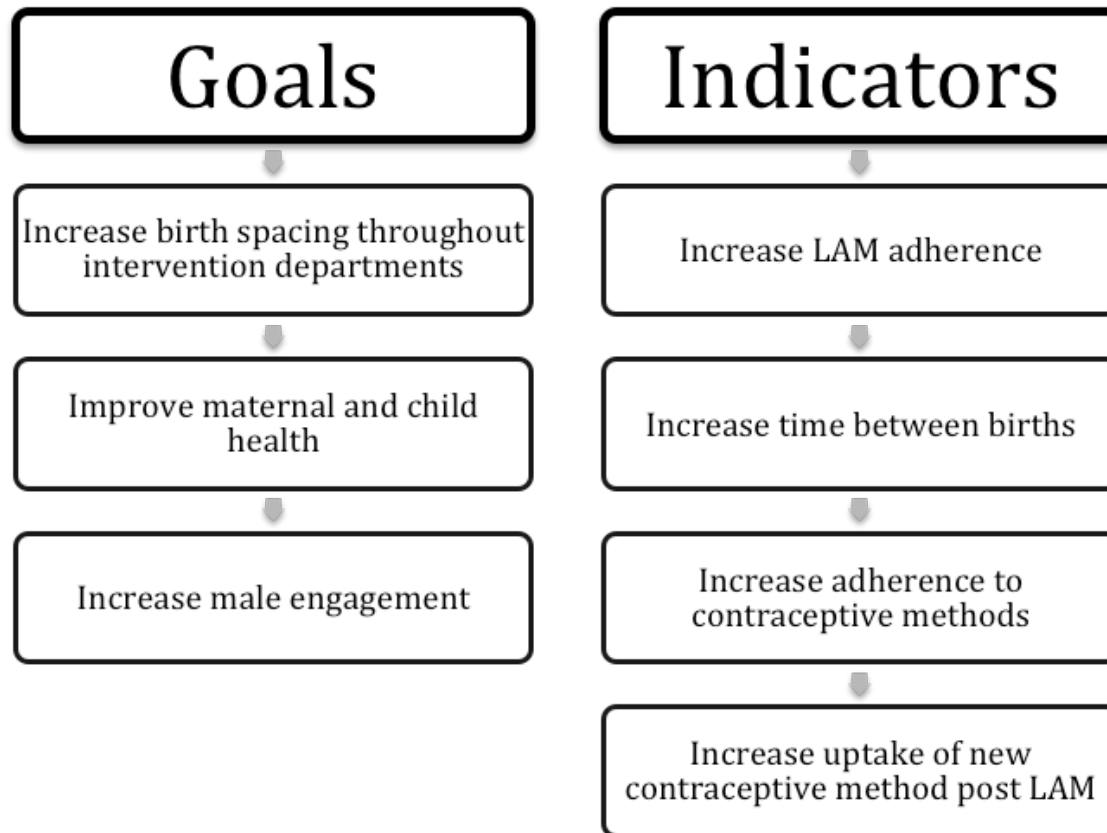 Goals
Increase birth spacing throughout
intervention departments
Improve maternal and child
health
Increase male engagement
Indicators
Increase LAM adherence
Increase time between births
Increase adherence to
contraceptive methods
Increase uptake of new
contraceptive method post LAM